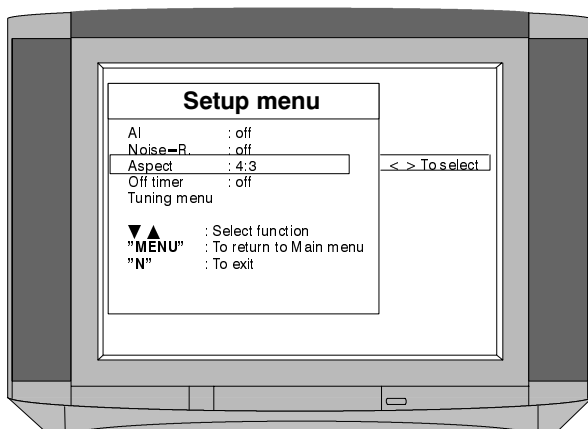 Setup menu
AI : off
Noise–R. : off
Aspect : 4:3 < > To select
Off timer : off
Tuning menu
▼ ▲ : Select function
”MENU” : To return to Main menu
”N” : To exit